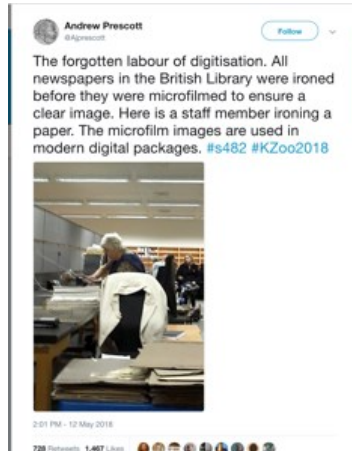 Andrew Prescott
@Ajprescott
Follow
The forgotten labour of digitisation. All
newspapers in the British Library were ironed
before they were microfilmed to ensure a
clear image. Here is a staff member ironing a
paper. The microfilm images are used in
modern digital packages. #s482 #KZoo2018
2:01 PM - 12 May 2018
728 Retweets 1,467 Likes